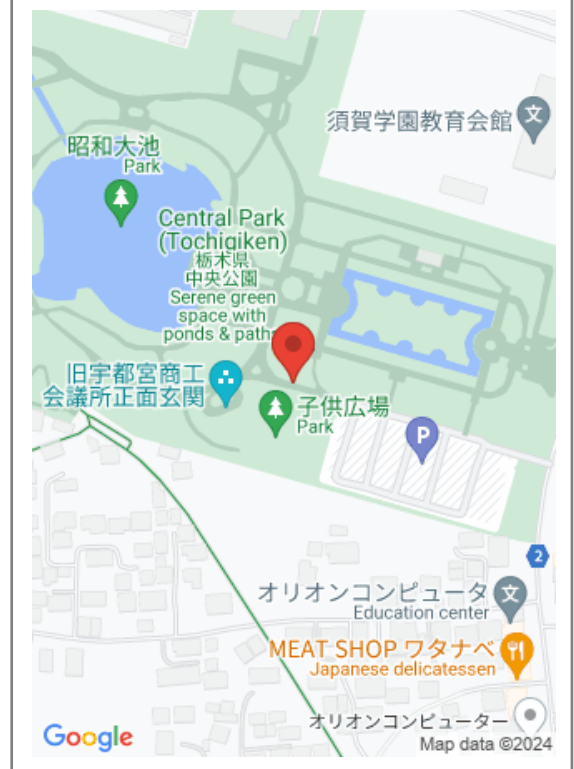 須賀学園教育会館
昭和大池
Park
Central Park
(Tochigiken)
栃木県
中央公園
Serene green
space with
ponds & paths
旧宇都宮商工
会議所正面玄関
子供広場
Park
P
2
オリオンコンピュータ
Education center
MEAT SHOP ワタナベ
Japanese delicatessen
オリオンコンピューター
Google
Map data ©2024